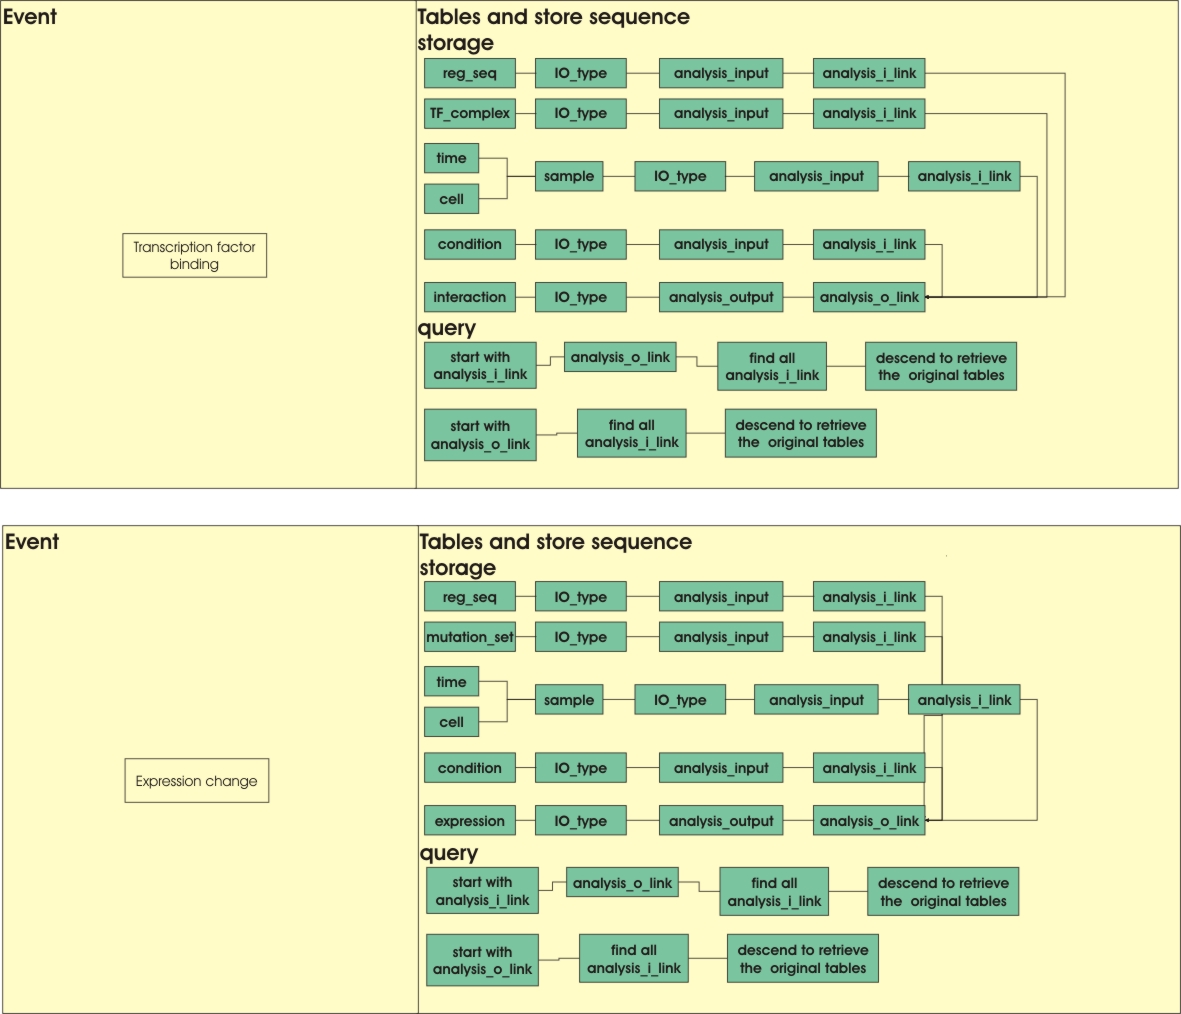 Event
Tables and store sequence
storage
reg_seq IO_type analysis_input analysis_i_link
TF_complex IO_type analysis_input analysis_i_link
time
sample IO_type analysis_input analysis_i_link
cell
Transcription factor
binding
condition IO_type analysis_input analysis_i_link
interaction IO_type analysis_output analysis_o_link
query
start with
analysis_i_link
analysis_o_link
find all
analysis_i_link
descend to retrieve
the original tables
start with
analysis_o_link
find all
analysis_i_link
descend to retrieve
the original tables
Event
Tables and store sequence
storage
reg_seq IO_type analysis_input analysis_i_link
mutation_set IO_type analysis_input analysis_i_link
time
sample IO_type analysis_input analysis_i_link
cell
Expression change
condition IO_type analysis_input analysis_i_link
expression IO_type analysis_output analysis_o_link
query
start with
analysis_i_link
analysis_o_link
find all
analysis_i_link
descend to retrieve
the original tables
start with
analysis_o_link
find all
analysis_i_link
descend to retrieve
the original tables